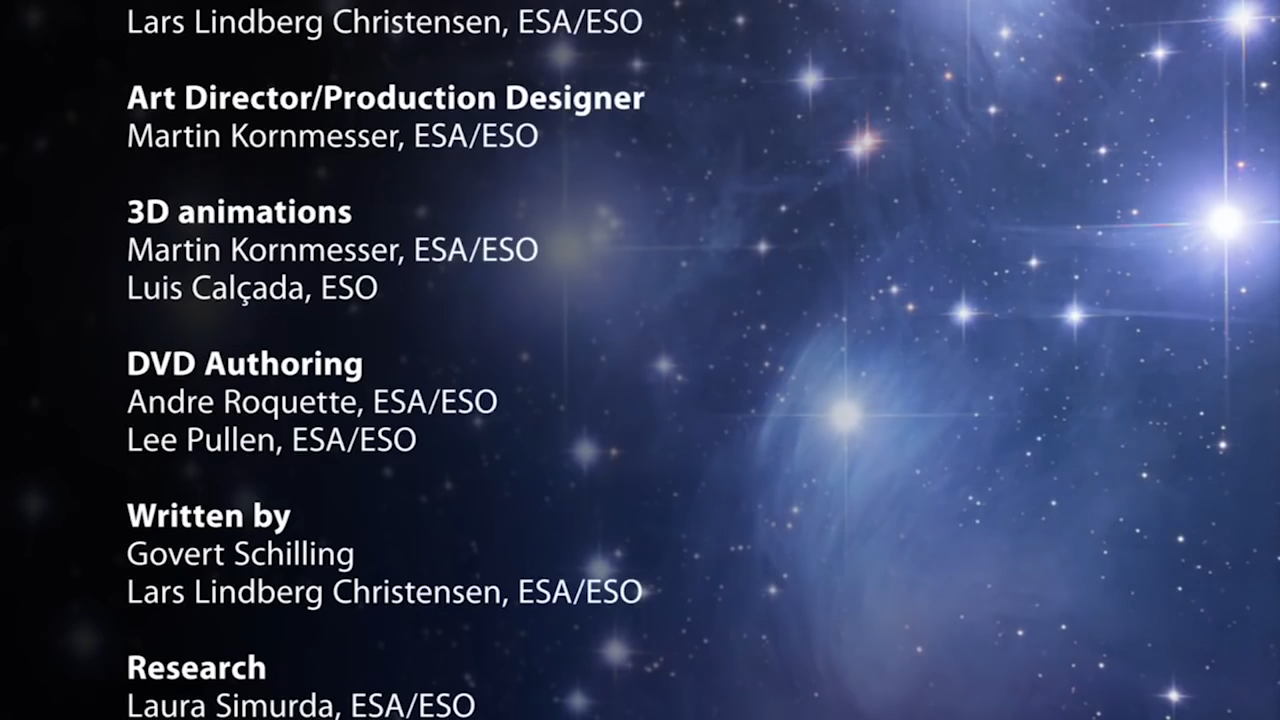 Lars Lindberg Christensen, ESA/ESO
Art Director/Production Designer
Martin Kornmesser, ESA/ESO
3D animations
Martin Kornmesser, ESA/ESO
Luis Calçada, ESO
DVD Authoring
Andre Roquette, ESA/ESO
Lee Pullen, ESA/ESO
Written by
Govert Schilling
Lars Lindberg Christensen, ESA/ESO
Research
Laura Simurda, ESA/ESO